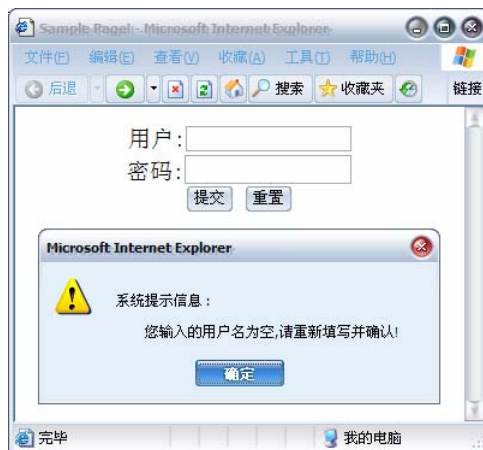 Sample Page! - Microsoft Internet Explorer
文件(F) 编辑(E) 查看(V) 收藏(A) 工具(T) 帮助(H)
后退 搜索 收藏夹 链接
用户:
密码:
提交 重置
Microsoft Internet Explorer
系统提示信息:
您输入的用户名为空,请重新填写并确认!
确定
完毕 我的电脑